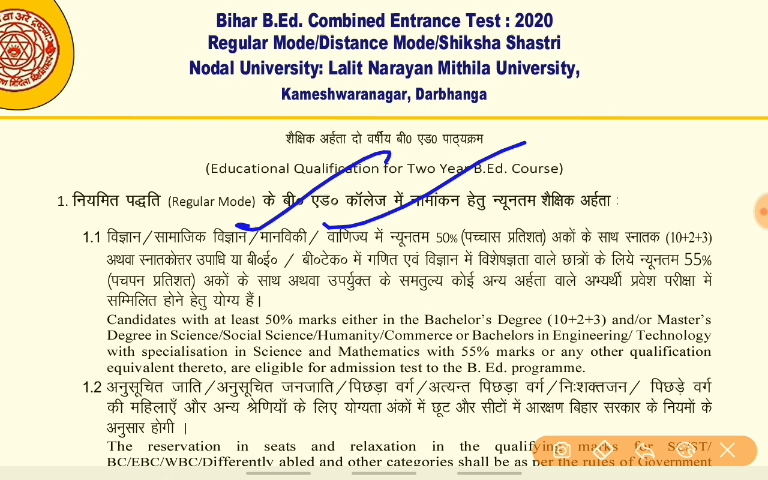 Bihar B.Ed. Combined Entrance Test : 2020
Regular Mode/Distance Mode/Shiksha Shastri
Nodal University: Lalit Narayan Mithila University,
Kameshwaranagar, Darbhanga
शैक्षिक अर्हता दो वर्षीय बी0 एड0 पाठ्यक्रम
(Educational Qualification for Two Year B.Ed. Course)
1. नियमित पद्धति (Regular Mode) के बी० एड० कॉलेज में नामांकन हेतु न्यूनतम शैक्षिक अर्हता :
1.1 विज्ञान/सामाजिक विज्ञान/मानविकी/ वाणिज्य में न्यूनतम 50% (पच्चास प्रतिशत) अकों के साथ स्नातक (10+2+3)
अथवा स्नातकोत्तर उपाधि या बी०ई० / बी०टेक० में गणित एवं विज्ञान में विशेषज्ञता वाले छात्रों के लिये न्यूनतम 55%
(पचपन प्रतिशत) अकों के साथ अथवा उपर्युक्त के समतुल्य कोई अन्य अर्हता वाले अभ्यर्थी प्रवेश परीक्षा में
सम्मिलित होने हेतु योग्य हैं।
Candidates with at least 50% marks either in the Bachelor's Degree (10+2+3) and/or Master's
Degree in Science/Social Science/Humanity/Commerce or Bachelors in Engineering/ Technology
with specialisation in Science and Mathematics with 55% marks or any other qualification
equivalent thereto, are eligible for admission test to the B. Ed. programme.
1.2 अनुसूचित जाति/अनुसूचित जनजाति/पिछड़ा वर्ग/अत्यन्त पिछड़ा वर्ग/निःशक्तजन/ पिछड़े वर्ग
की महिलाएँ और अन्य श्रेणियाँ के लिए योग्यता अंकों में छूट और सीटों में आरक्षण बिहार सरकार के नियमों के
अनुसार होगी ।
The reservation in seats and relaxation in the qualifying marks for SC/ST/
BC/EBC/WBC/Differently abled and other categories shall be as per the rules of Government